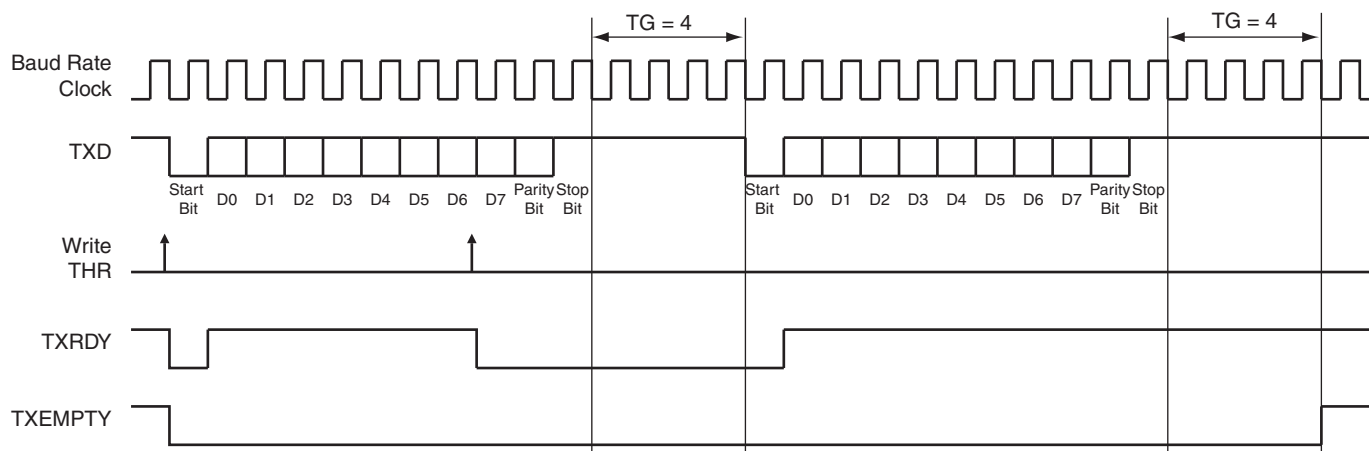 TG = 4
TG = 4
Baud Rate
Clock
TXD
Start
Bit
D0
D1
D2
D3
D4
D5
D6
D7
Parity
Bit
Stop
Bit
Start
Bit
D0
D1
D2
D3
D4
D5
D6
D7
Parity
Bit
Stop
Bit
Write
THR
TXRDY
TXEMPTY